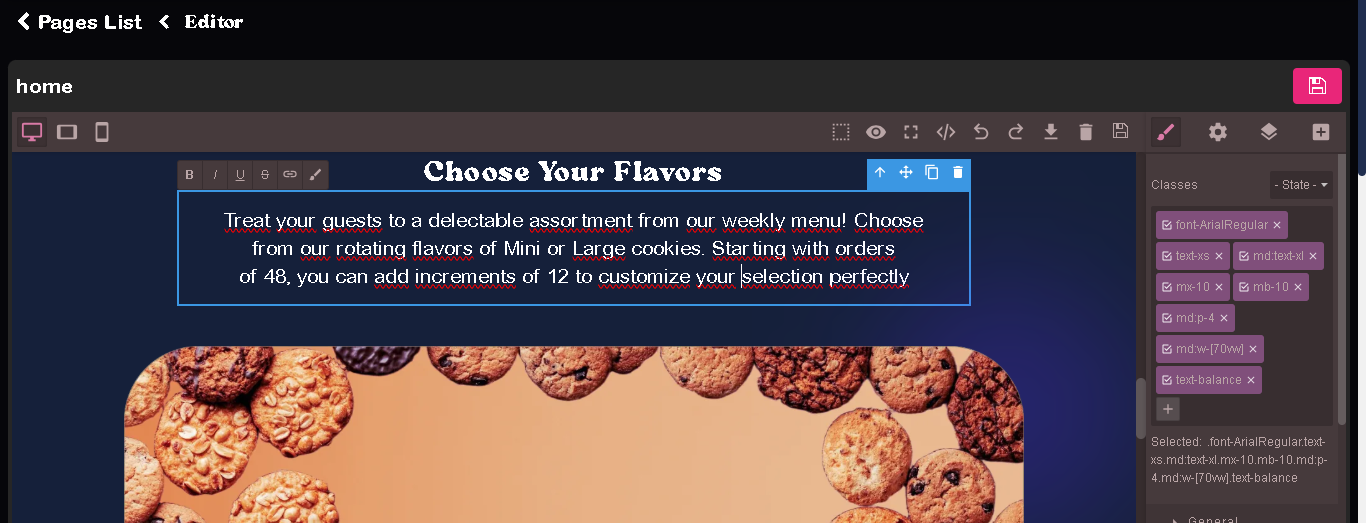 Pages List Editor
home
Choose Your Flavors
B I U S
Treat your guests to a delectable assortment from our weekly menu! Choose
from our rotating flavors of Mini or Large cookies. Starting with orders
of 48, you can add increments of 12 to customize your selection perfectly
Classes
- State -
font-ArialRegular
text-xs md:text-xl
mx-10 mb-10
md:p-4
md:w-[70vw]
text-balance
Selected: .font-ArialRegular.text-
xs.md:text-xl.mx-10.mb-10.md:p-
4.md:w-[70vw].text-balance
General